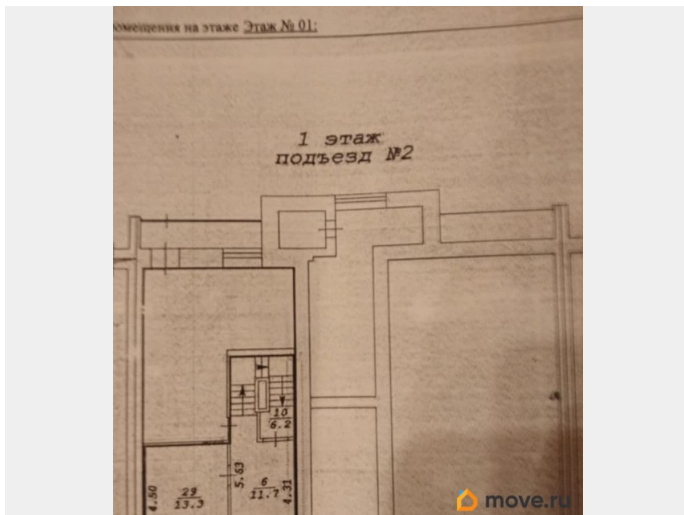 помещения на этаже Этаж № 01:
1 этаж
подъезд №2
10
6.2
5.63
6
11.7
4.31
4.50
29
13.3
move.ru